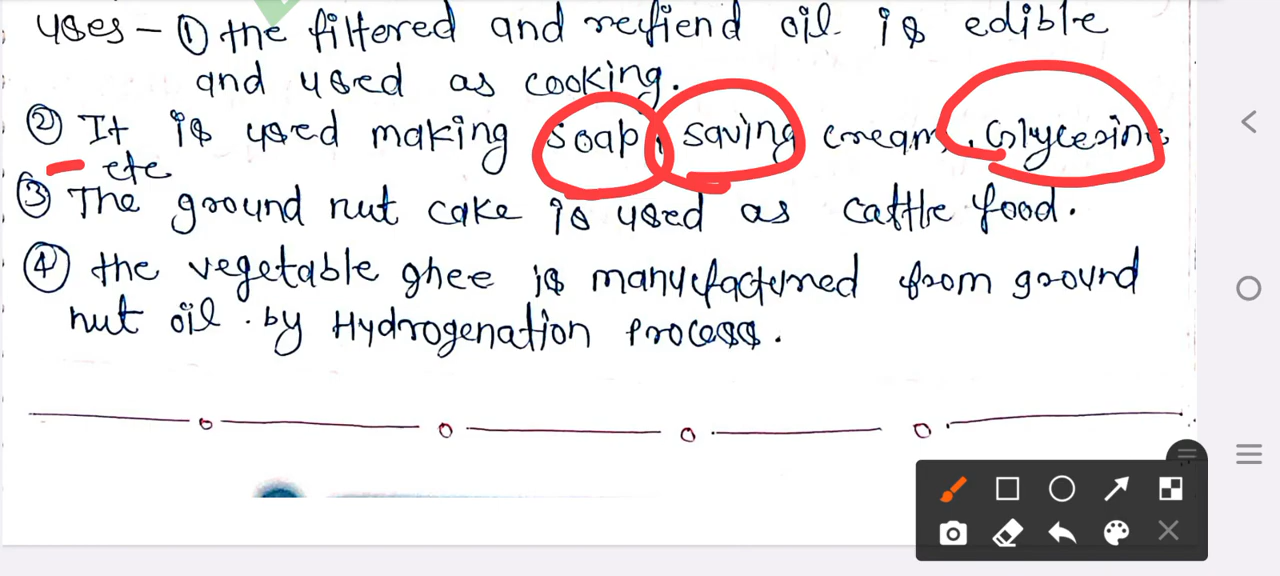 uses - ① the filtered and refiend oil is edible
and used as cooking.
② It is used making soap, saving cream, Glycerine
etc
③ The ground nut cake is used as cattle food.
④ the vegetable ghee is manufactured from ground
nut oil . by Hydrogenation process.